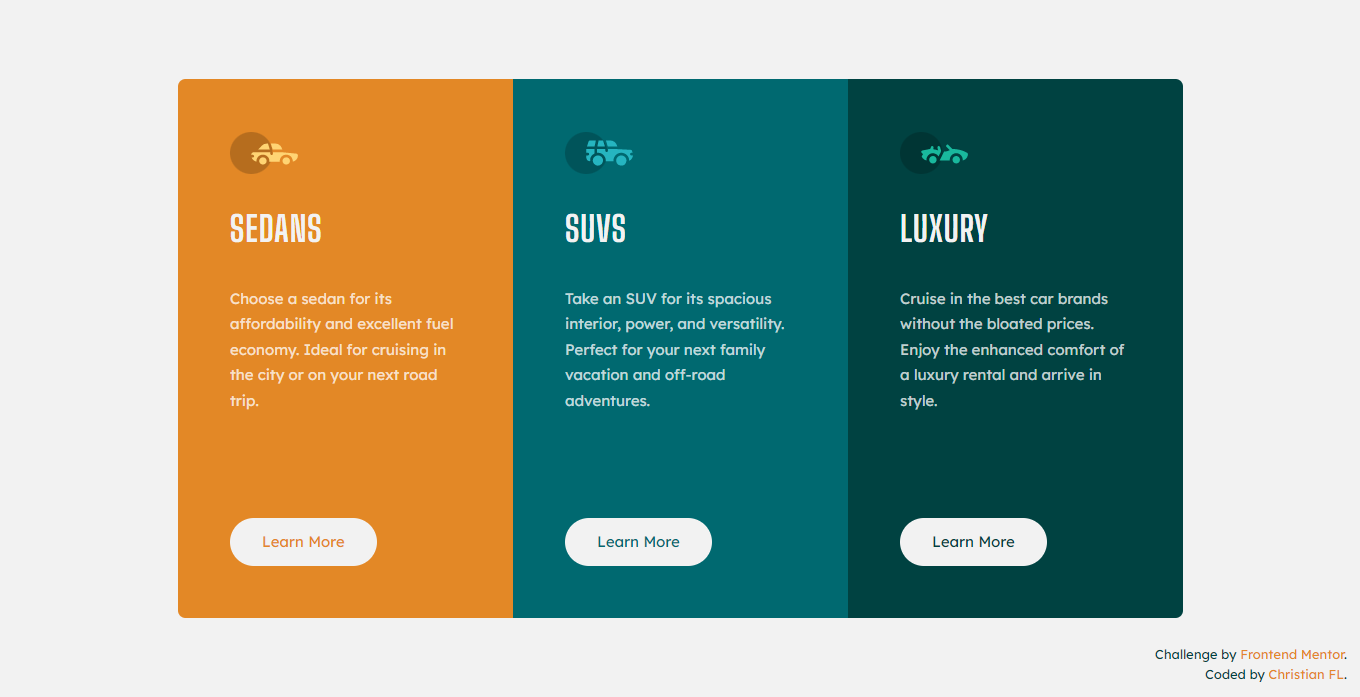 SEDANS
Choose a sedan for its
affordability and excellent fuel
economy. Ideal for cruising in
the city or on your next road
trip.
Learn More
SUVS
Take an SUV for its spacious
interior, power, and versatility.
Perfect for your next family
vacation and off-road
adventures.
Learn More
LUXURY
Cruise in the best car brands
without the bloated prices.
Enjoy the enhanced comfort of
a luxury rental and arrive in
style.
Learn More
Challenge by Frontend Mentor.
Coded by Christian FL.